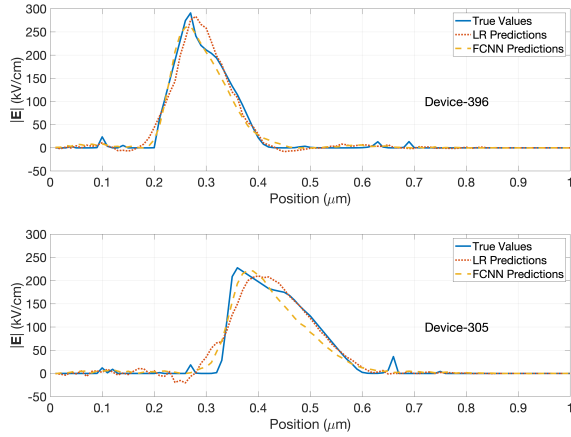 300
250
200
150
100
50
0
-50
|E| (kV/cm)
True Values
LR Predictions
FCNN Predictions
Device-396
0 0.1 0.2 0.3 0.4 0.5 0.6 0.7 0.8 0.9 1
Position (μm)
300
250
200
150
100
50
0
-50
|E| (kV/cm)
True Values
LR Predictions
FCNN Predictions
Device-305
0 0.1 0.2 0.3 0.4 0.5 0.6 0.7 0.8 0.9 1
Position (μm)